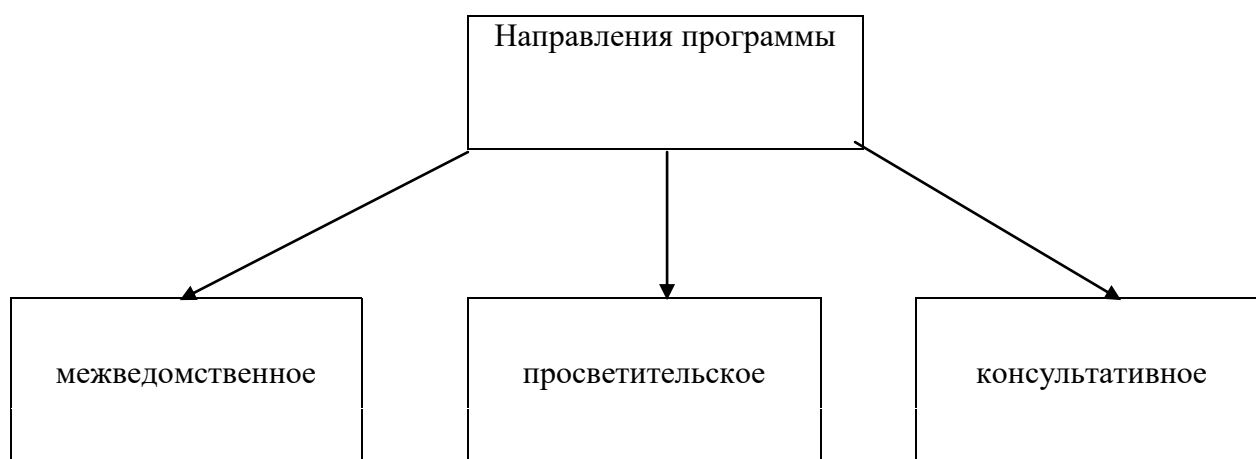 Направления программы
межведомственное
просветительское
консультативное